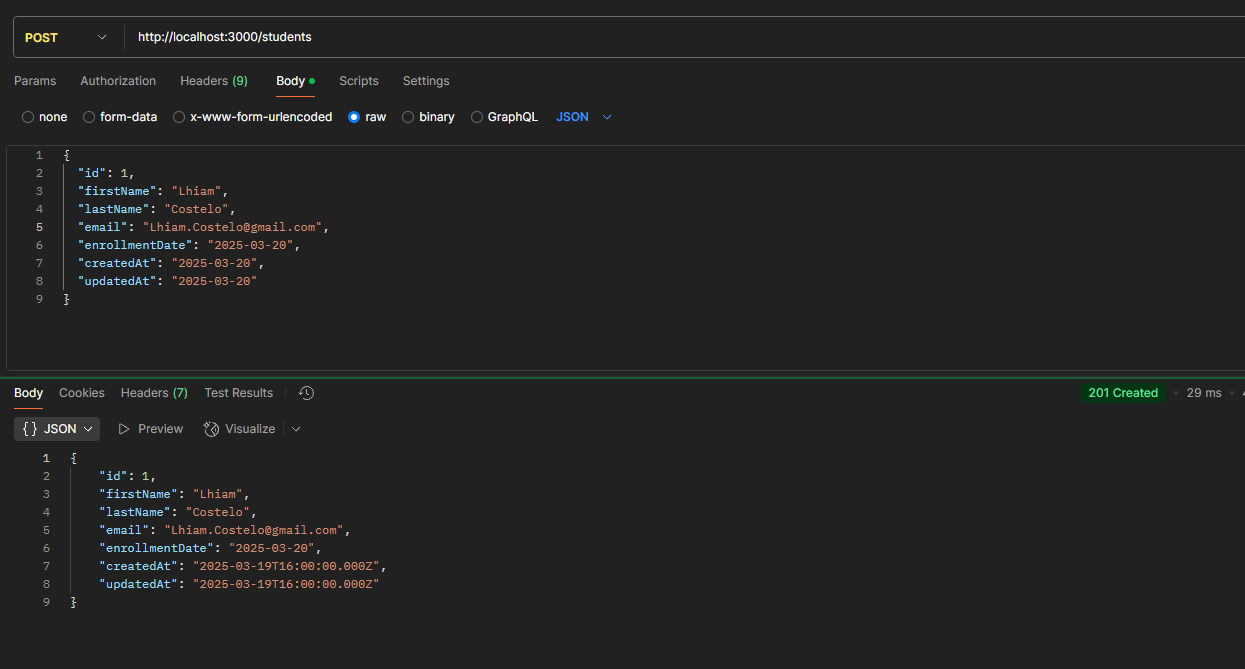 POST http://localhost:3000/students
Params Authorization Headers (9) Body Scripts Settings
none form-data x-www-form-urlencoded raw binary GraphQL JSON
1 {
2 "id": 1,
3 "firstName": "Lhiam",
4 "lastName": "Costelo",
5 "email": "Lhiam.Costelo@gmail.com",
6 "enrollmentDate": "2025-03-20",
7 "createdAt": "2025-03-20",
8 "updatedAt": "2025-03-20"
9 }
Body Cookies Headers (7) Test Results 201 Created 29 ms
{} JSON Preview Visualize
1 {
2 "id": 1,
3 "firstName": "Lhiam",
4 "lastName": "Costelo",
5 "email": "Lhiam.Costelo@gmail.com",
6 "enrollmentDate": "2025-03-20",
7 "createdAt": "2025-03-19T16:00:00.000Z",
8 "updatedAt": "2025-03-19T16:00:00.000Z"
9 }